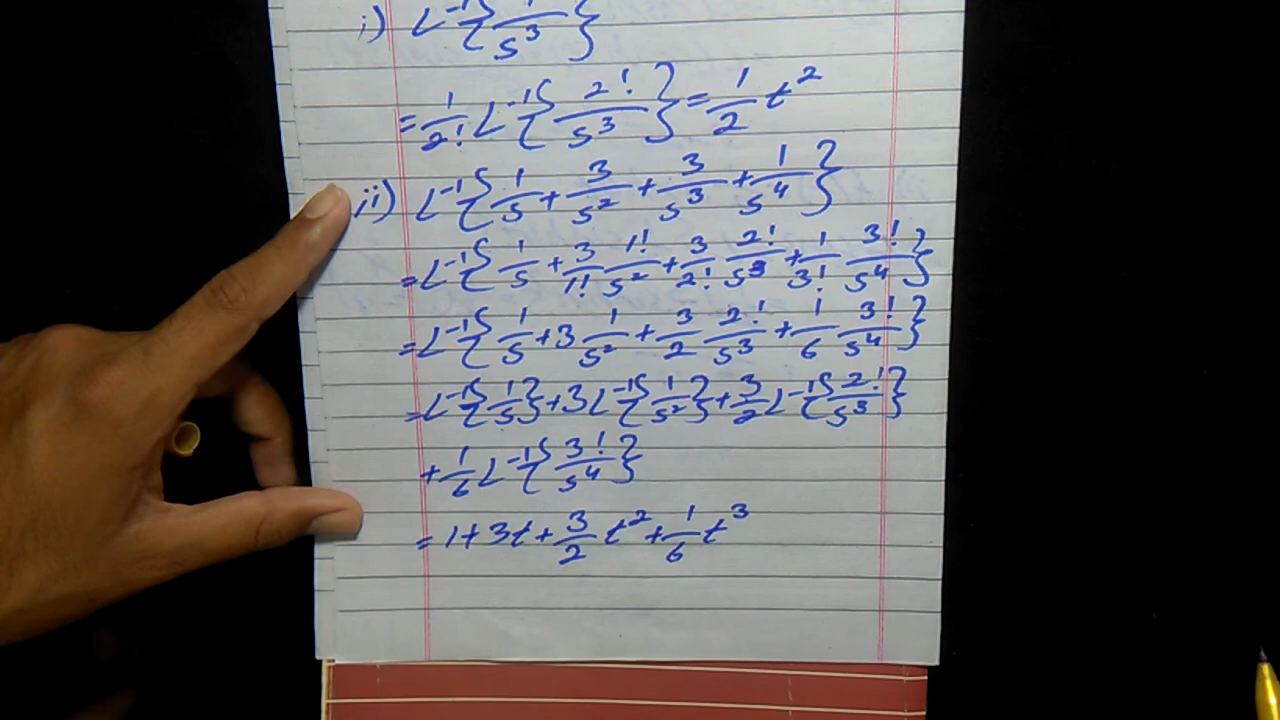 i) L⁻¹{1/s³}
= 1/2! L⁻¹{2!/s³} = 1/2 t²
ii) L⁻¹{1/s + 3/s² + 3/s³ + 1/s⁴}
= L⁻¹{1/s + 3/1! 1!/s² + 3/2! 2!/s³ + 1/3! 3!/s⁴}
= L⁻¹{1/s + 3 1/s² + 3/2 2!/s³ + 1/6 3!/s⁴}
= L⁻¹{1/s} + 3L⁻¹{1/s²} + 3/2 L⁻¹{2!/s³}
+ 1/6 L⁻¹{3!/s⁴}
= 1 + 3t + 3/2 t² + 1/6 t³